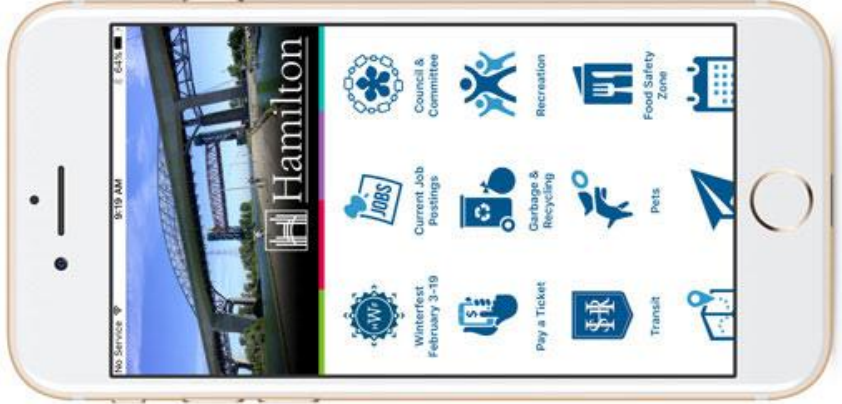 No Service 9:19 AM 64%
Hamilton
Winterfest
February 3-19
Current Job
Postings
JOBS
Council &
Committee
Pay a Ticket
$
Garbage &
Recycling
Recreation
HSR
Transit
Pets
Food Safety
Zone
W